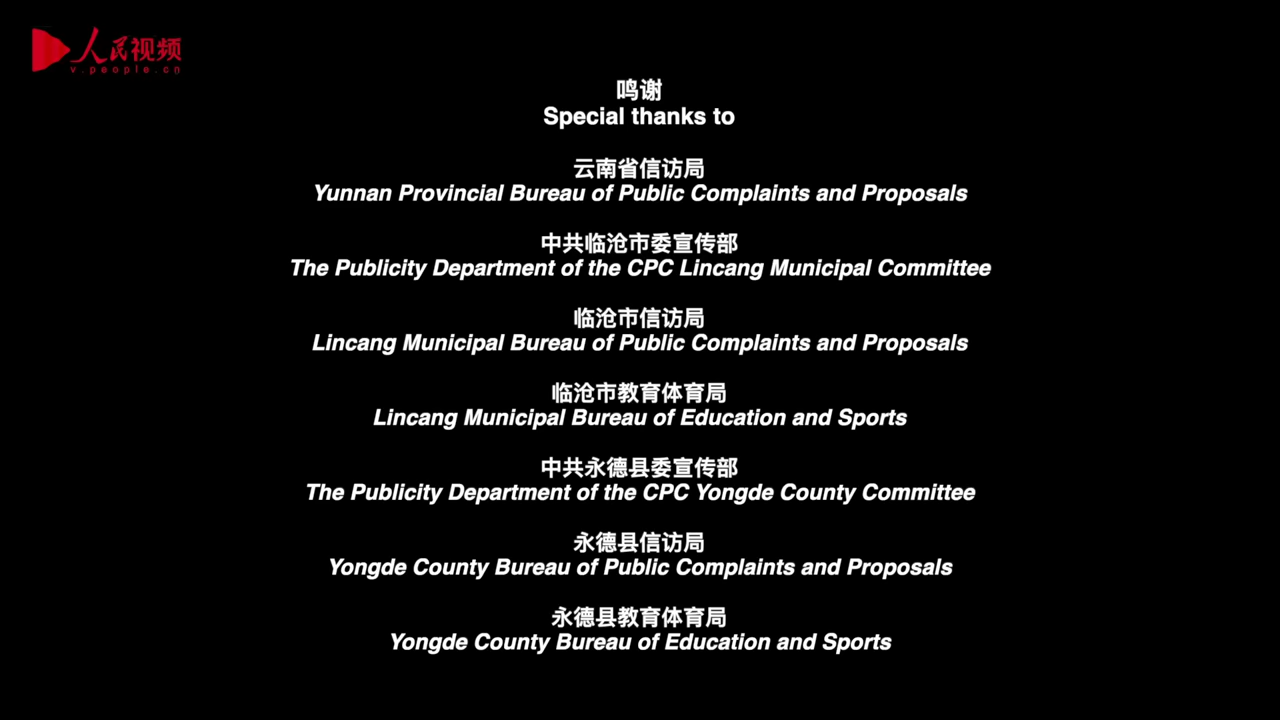 人民视频
v.people.cn
鸣谢
Special thanks to
云南省信访局
Yunnan Provincial Bureau of Public Complaints and Proposals
中共临沧市委宣传部
The Publicity Department of the CPC Lincang Municipal Committee
临沧市信访局
Lincang Municipal Bureau of Public Complaints and Proposals
临沧市教育体育局
Lincang Municipal Bureau of Education and Sports
中共永德县委宣传部
The Publicity Department of the CPC Yongde County Committee
永德县信访局
Yongde County Bureau of Public Complaints and Proposals
永德县教育体育局
Yongde County Bureau of Education and Sports